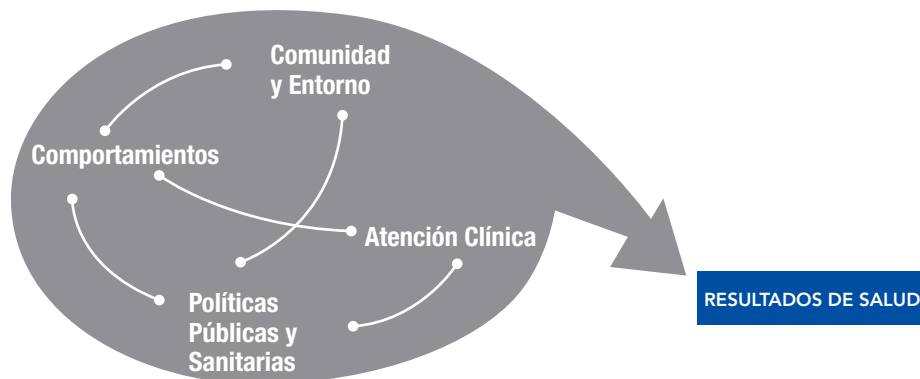 Comunidad
y Entorno
Comportamientos
Atención Clínica
Políticas
Públicas y
Sanitarias
RESULTADOS DE SALUD